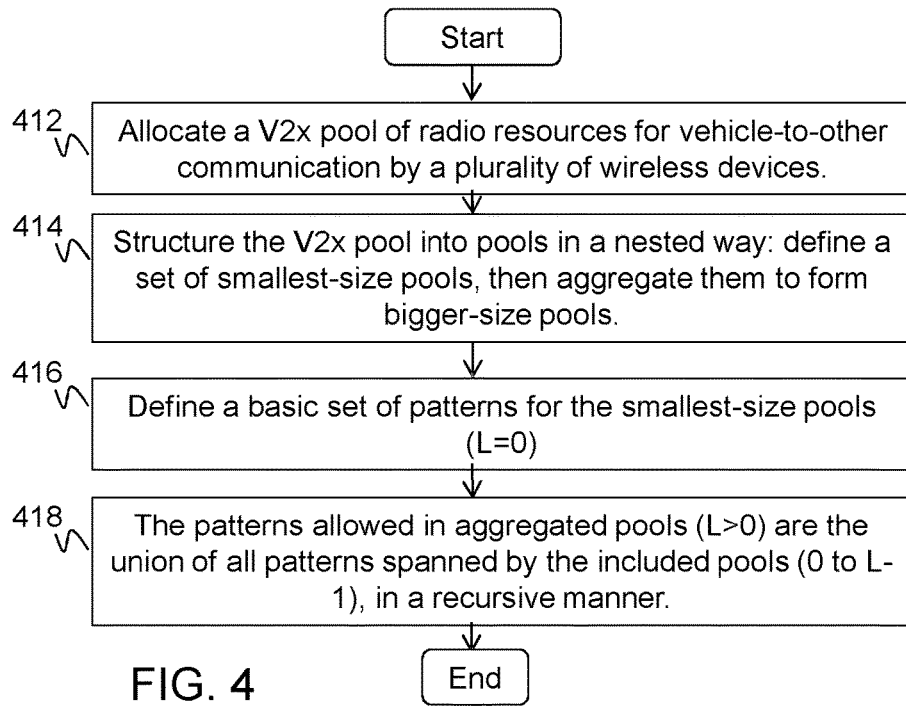 Start
412
Allocate a V2x pool of radio resources for vehicle-to-other
communication by a plurality of wireless devices.
414
Structure the V2x pool into pools in a nested way: define a
set of smallest-size pools, then aggregate them to form
bigger-size pools.
416
Define a basic set of patterns for the smallest-size pools
(L=0)
418
The patterns allowed in aggregated pools (L>0) are the
union of all patterns spanned by the included pools (0 to L-
1), in a recursive manner.
FIG. 4
End